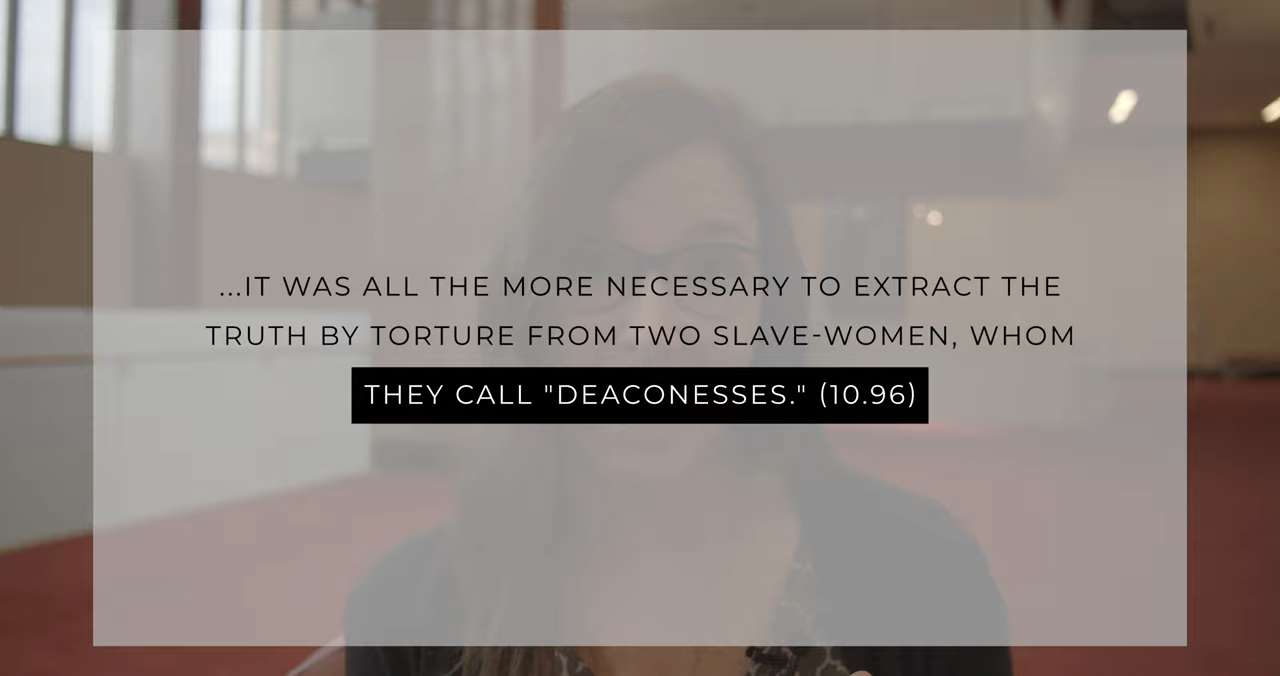 ...IT WAS ALL THE MORE NECESSARY TO EXTRACT THE
TRUTH BY TORTURE FROM TWO SLAVE-WOMEN, WHOM
THEY CALL "DEACONESSES." (10.96)